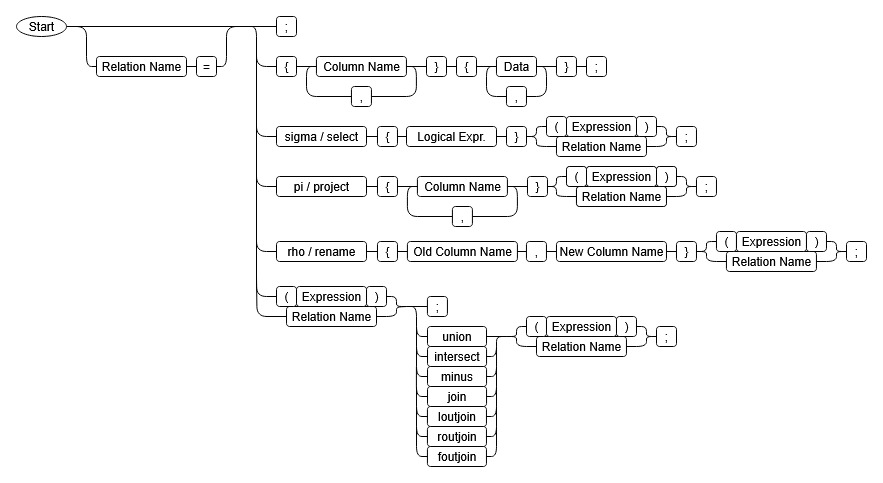 Start
;
Relation Name =
{ Column Name } { Data } ;
, ,
( Expression )
sigma / select { Logical Expr. } ;
Relation Name
( Expression )
pi / project { Column Name } ;
Relation Name
,
( Expression )
rho / rename { Old Column Name , New Column Name } ;
Relation Name
( Expression )
;
Relation Name
( Expression )
union ;
Relation Name
intersect
minus
join
loutjoin
routjoin
foutjoin